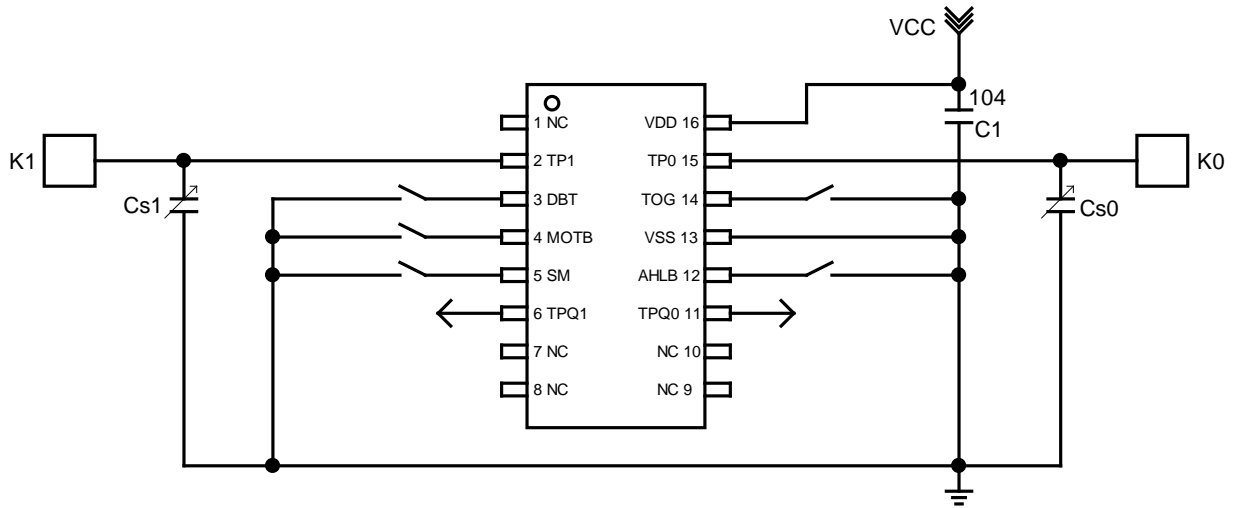 VCC
104
C1
1 NC
VDD 16
K1
2 TP1
TP0 15
K0
Cs1
3 DBT
TOG 14
Cs0
4 MOTB
VSS 13
5 SM
AHLB 12
6 TPQ1
TPQ0 11
7 NC
NC 10
8 NC
NC 9